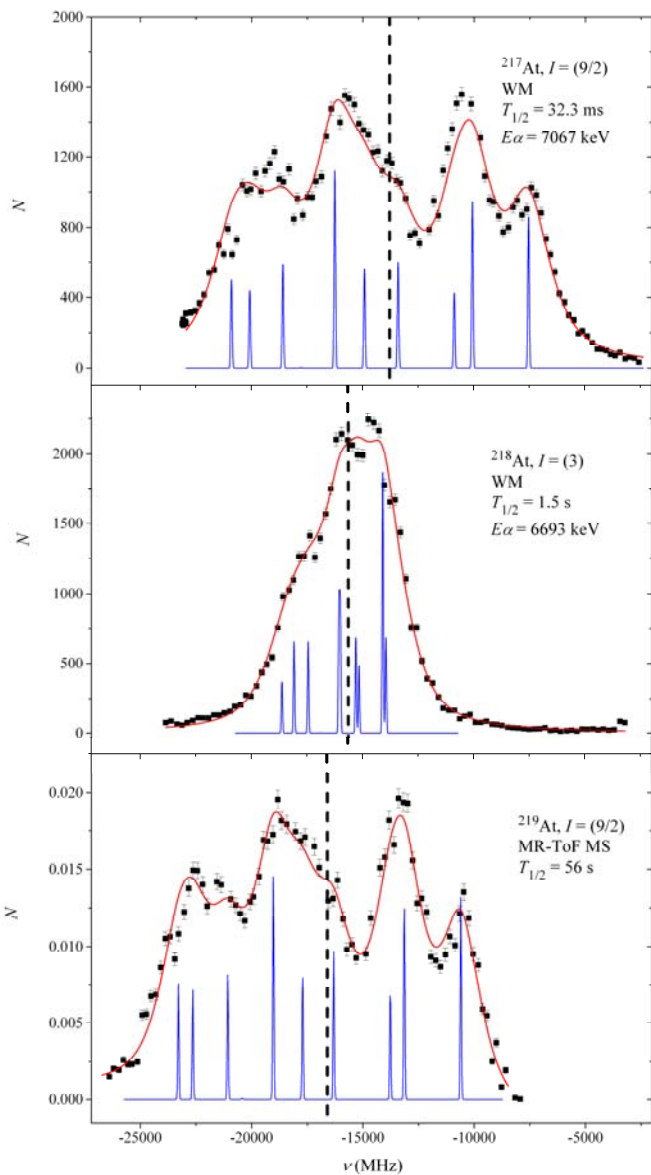 2000
1600
1200
800
400
0
N
²¹⁷At, I = (9/2)
WM
T₁/₂ = 32.3 ms
Eα = 7067 keV
2000
1500
1000
500
0
N
²¹⁸At, I = (3)
WM
T₁/₂ = 1.5 s
Eα = 6693 keV
0.020
0.015
0.010
0.005
0.000
N
²¹⁹At, I = (9/2)
MR-ToF MS
T₁/₂ = 56 s
-25000 -20000 -15000 -10000 -5000
ν (MHz)